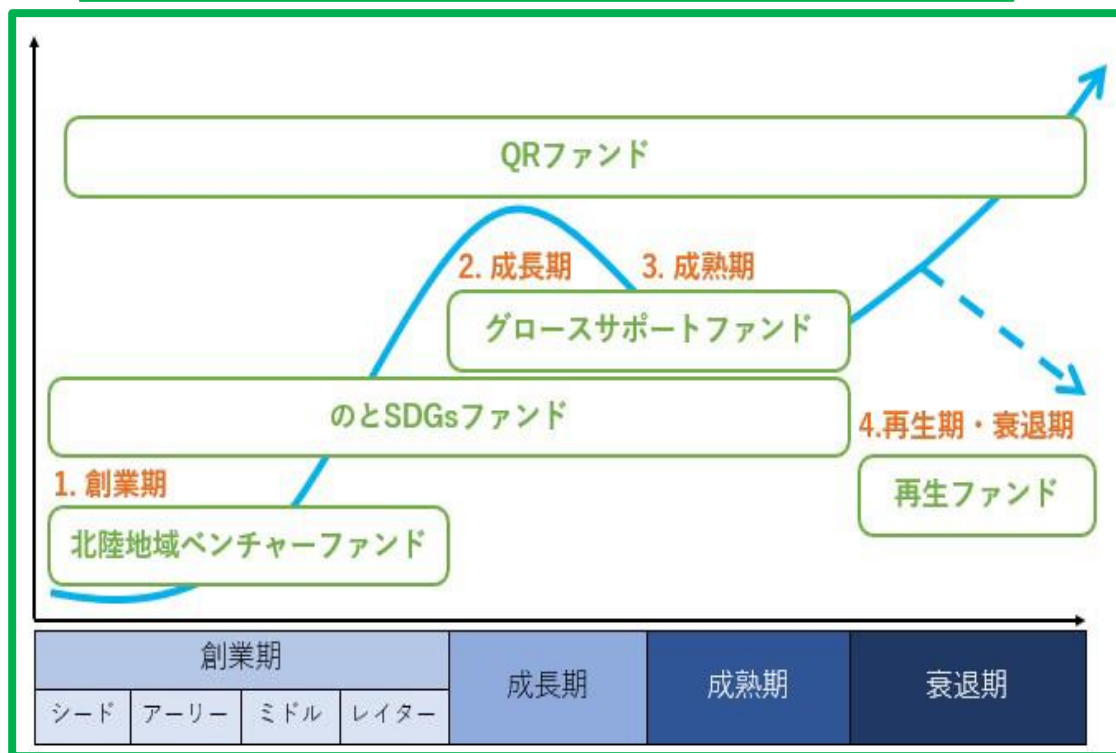 QRファンド
2. 成長期
3. 成熟期
グロースサポートファンド
のとSDGsファンド
4.再生期・衰退期
1. 創業期
再生ファンド
北陸地域ベンチャーファンド
創業期
成長期
成熟期
衰退期
シード
アーリー
ミドル
レイター